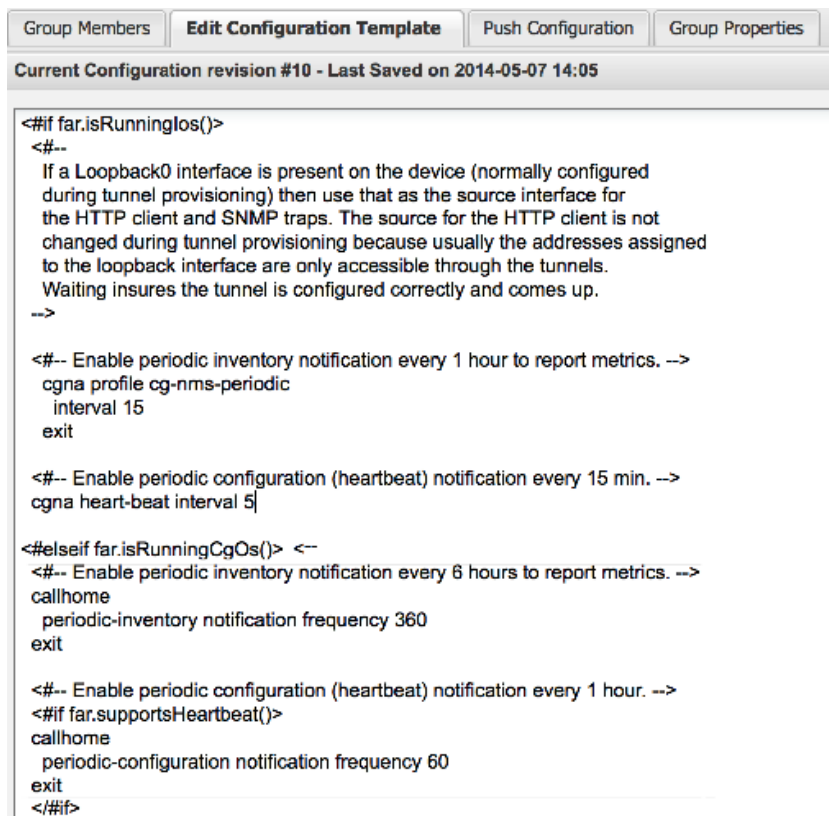 Group Members
Edit Configuration Template
Push Configuration
Group Properties
Current Configuration revision #10 - Last Saved on 2014-05-07 14:05
<#if far.isRunningIos()>
<#--
If a Loopback0 interface is present on the device (normally configured
during tunnel provisioning) then use that as the source interface for
the HTTP client and SNMP traps. The source for the HTTP client is not
changed during tunnel provisioning because usually the addresses assigned
to the loopback interface are only accessible through the tunnels.
Waiting insures the tunnel is configured correctly and comes up.
-->
<#-- Enable periodic inventory notification every 1 hour to report metrics. -->
cgna profile cg-nms-periodic
interval 15
exit
<#-- Enable periodic configuration (heartbeat) notification every 15 min. -->
cgna heart-beat interval 5
<#elseif far.isRunningCgOs()> <--
<#-- Enable periodic inventory notification every 6 hours to report metrics. -->
callhome
periodic-inventory notification frequency 360
exit
<#-- Enable periodic configuration (heartbeat) notification every 1 hour. -->
<#if far.supportsHeartbeat()>
callhome
periodic-configuration notification frequency 60
exit
</#if>